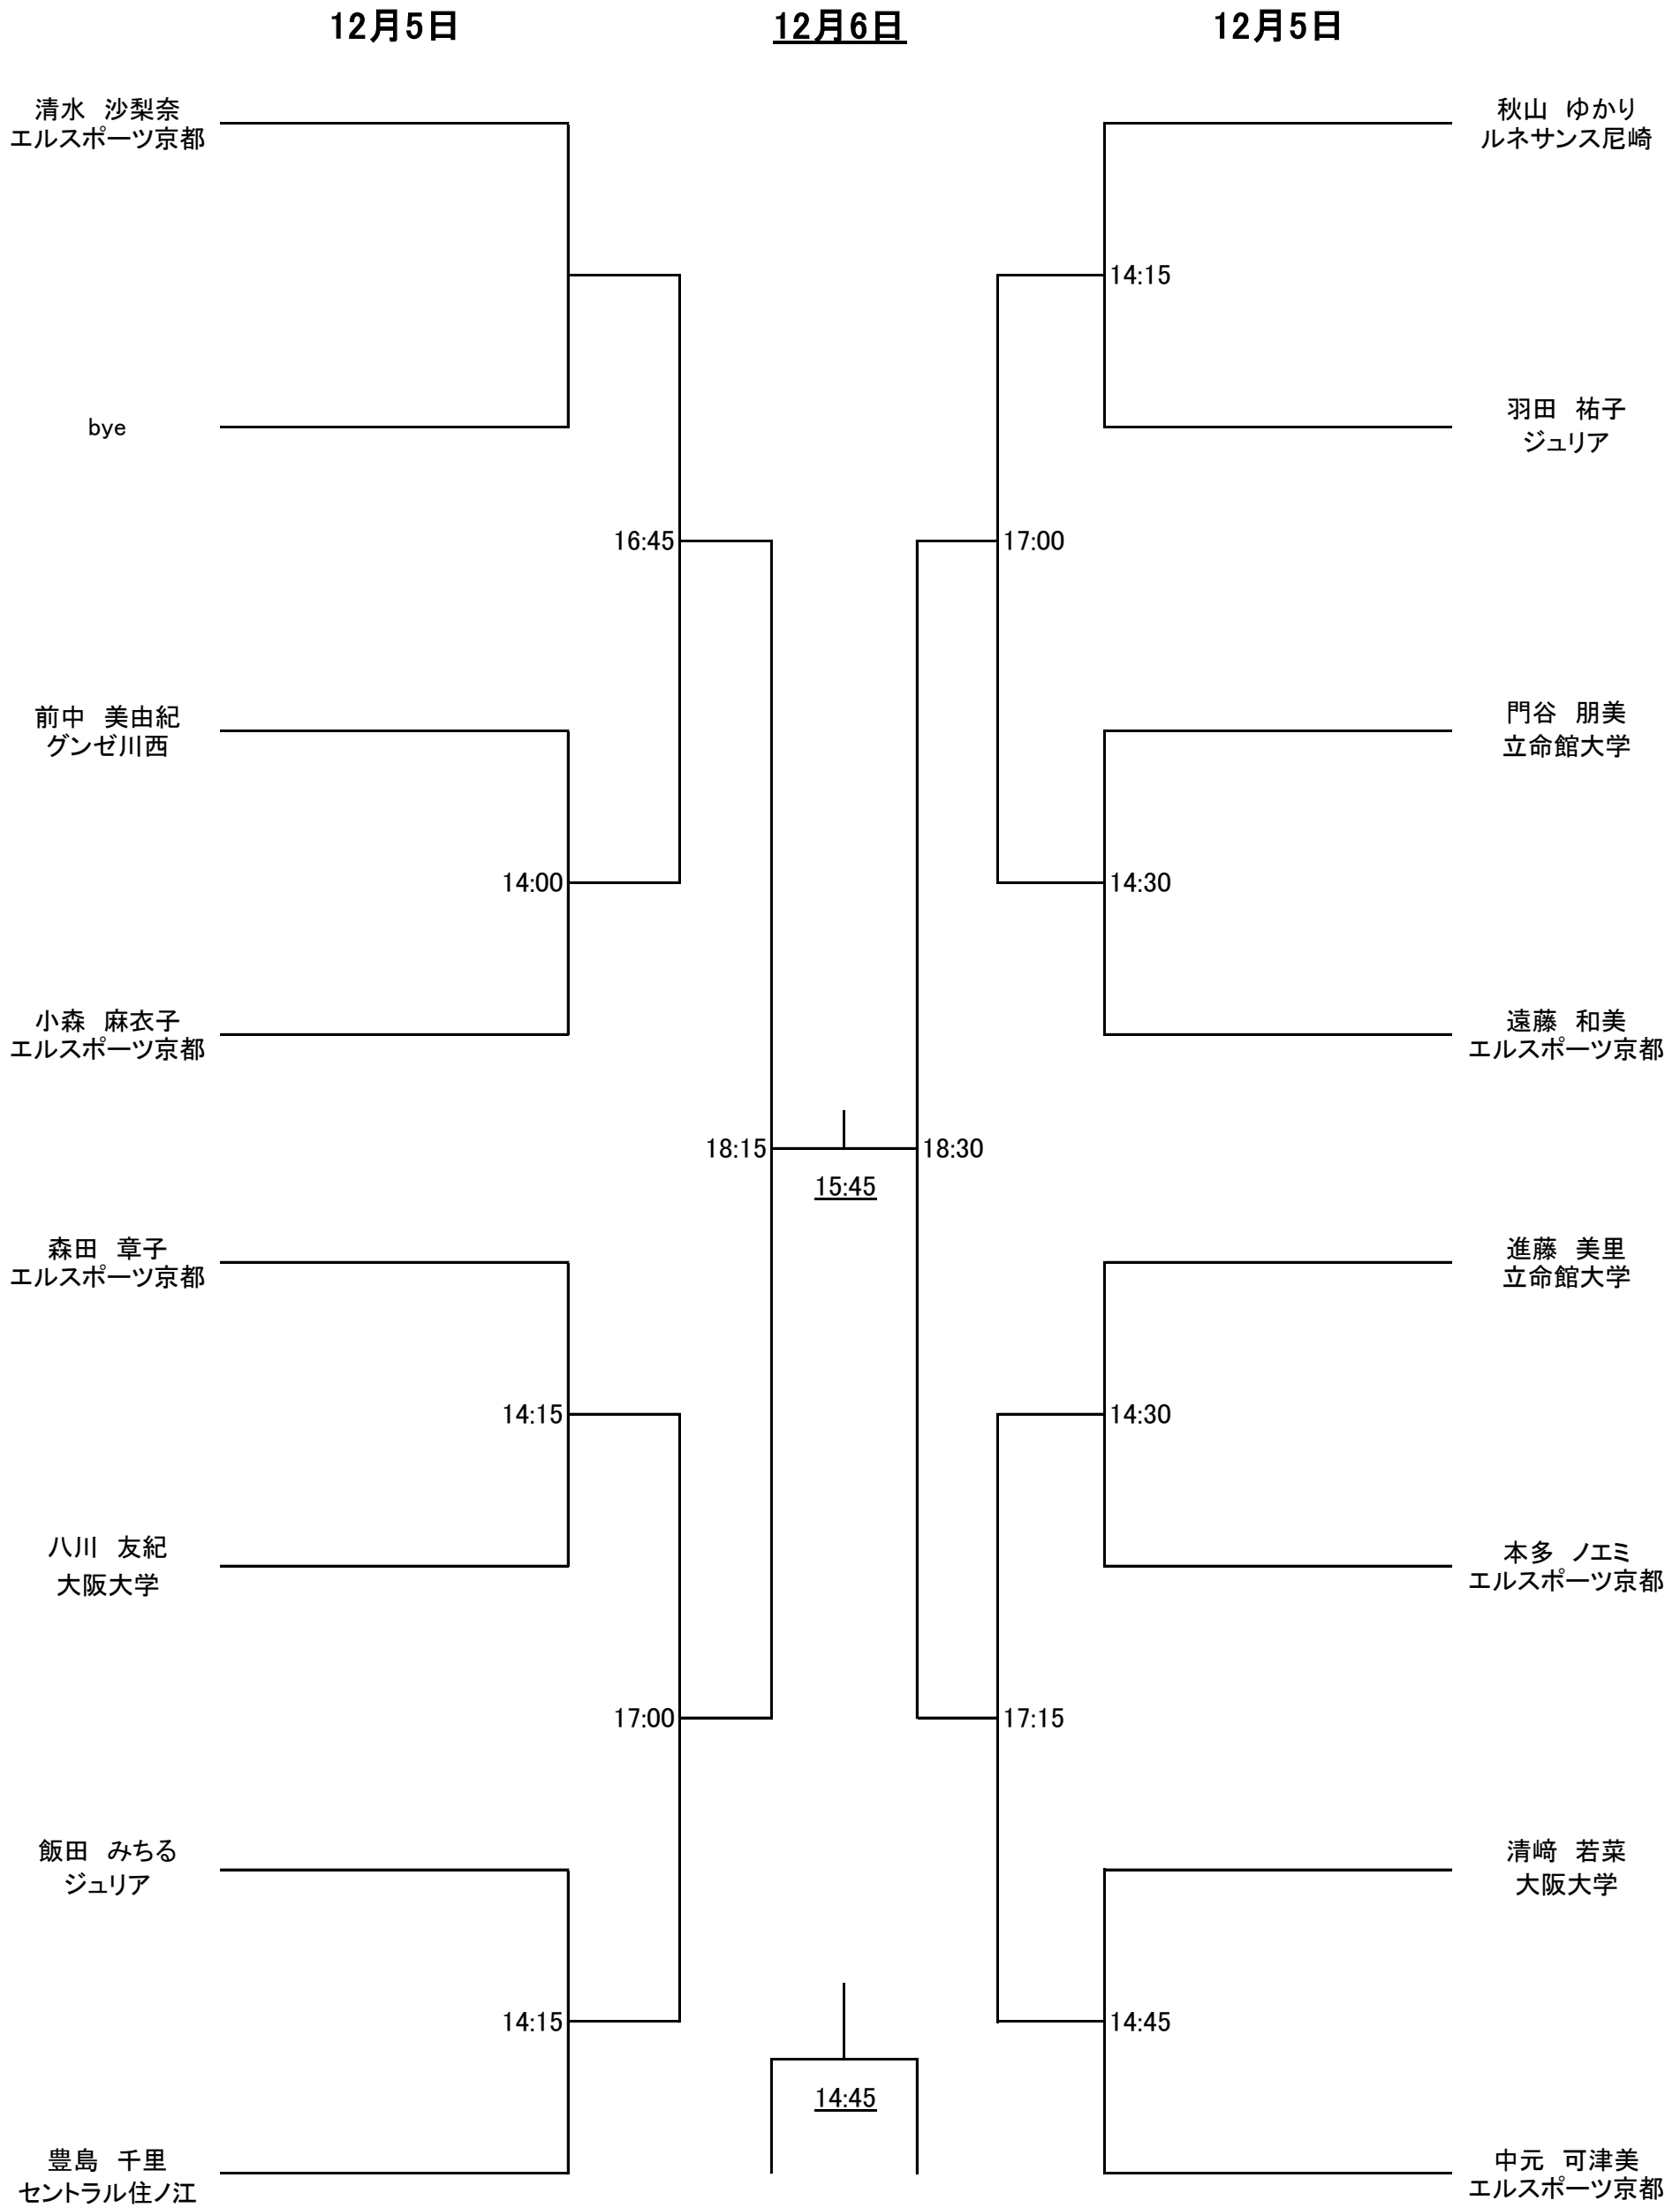 12月5日
12月6日
12月5日
清水　沙梨奈
エルスポーツ京都
秋山　ゆかり
ルネサンス尼崎
14:15
bye
羽田　祐子
ジュリア
16:45
17:00
前中　美由紀
グンゼ川西
門谷　朋美
立命館大学
14:00
14:30
小森　麻衣子
エルスポーツ京都
遠藤　和美
エルスポーツ京都
18:15
18:30
15:45
森田　章子
エルスポーツ京都
進藤　美里
立命館大学
14:15
14:30
八川　友紀
大阪大学
本多　ノエミ
エルスポーツ京都
17:00
17:15
飯田　みちる
ジュリア
清﨑　若菜
大阪大学
14:15
14:45
14:45
豊島　千里
セントラル住ノ江
中元　可津美
エルスポーツ京都